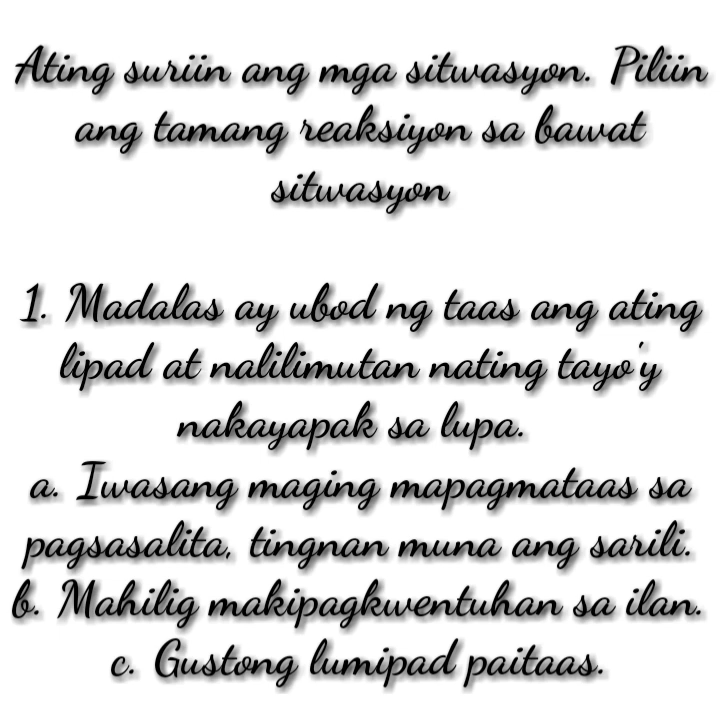 Ating suriin ang mga sitwasyon. Piliin
ang tamang reaksiyon sa bawat
sitwasyon
1. Madalas ay ubod ng taas ang ating
lipad at nalilimutan nating tayo'y
nakayapak sa lupa.
a. Iwasang maging mapagmataas sa
pagsasalita, tingnan muna ang sarili.
b. Mahilig makipagkwentuhan sa ilan.
c. Gustong lumipad paitaas.